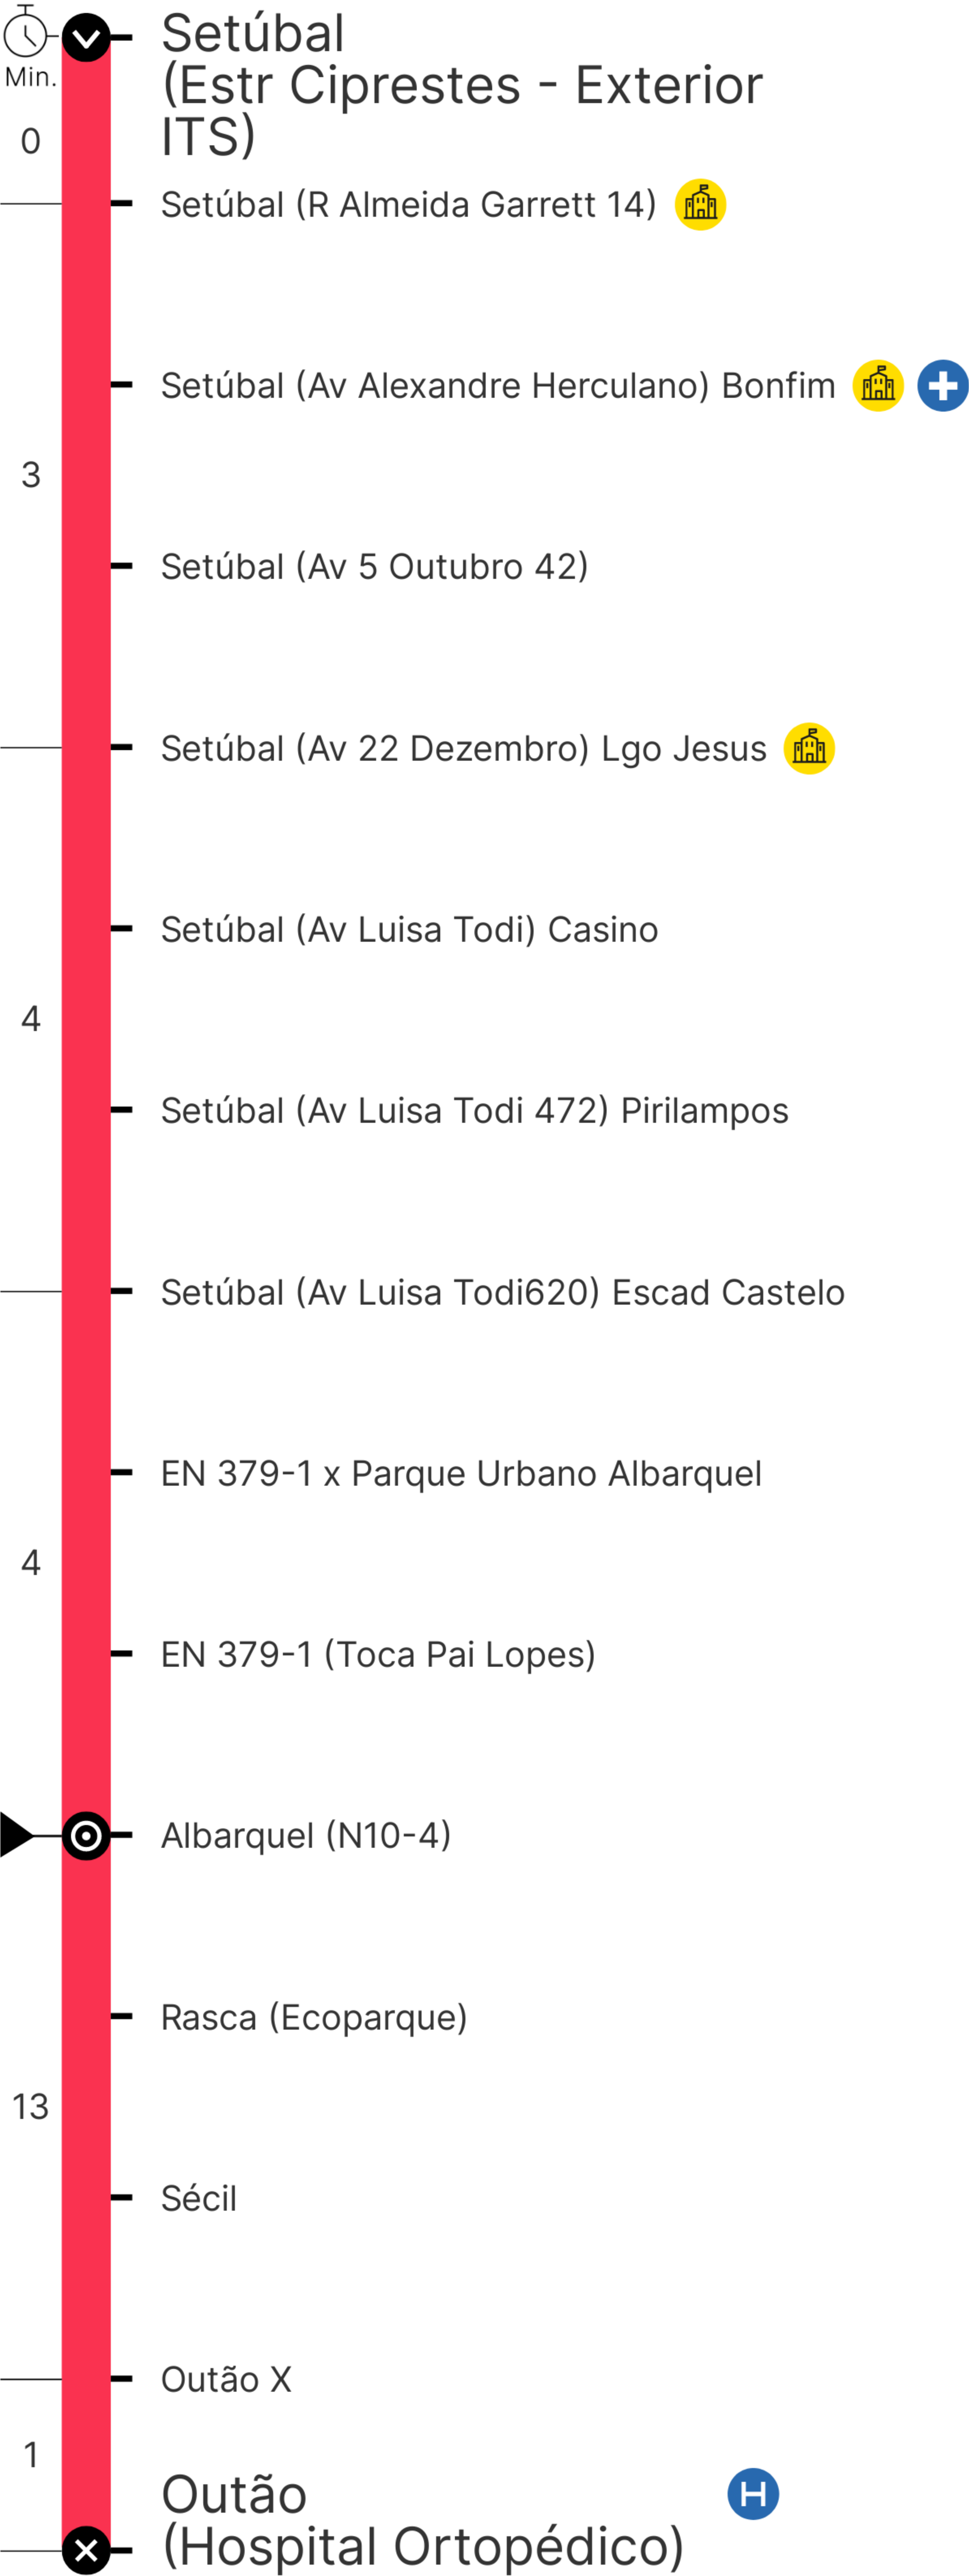 Setúbal
Min.
(Estr Ciprestes - Exterior
0
ITS)
Setúbal (R Almeida Garrett 14)
Setúbal (Av Alexandre Herculano) Bonfim
3
Setúbal (Av 5 Outubro 42)
Setúbal (Av 22 Dezembro) Lgo Jesus
Setúbal (Av Luisa Todi) Casino
4
Setúbal (Av Luisa Todi 472) Pirilampos
Setúbal (Av Luisa Todi620) Escad Castelo
EN 379-1 x Parque Urbano Albarquel
4
EN 379-1 (Toca Pai Lopes)
Albarquel (N10-4)
Rasca (Ecoparque)
13
Sécil
Outão X
1
Outão
H
(Hospital Ortopédico)